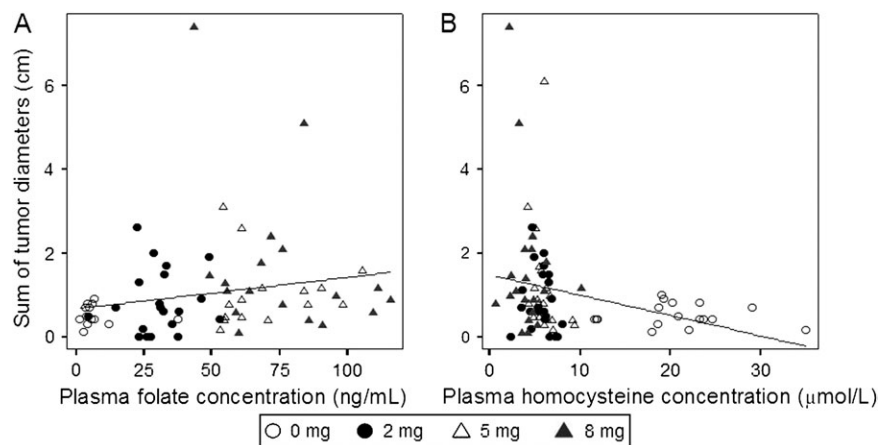 A
B
Sum of tumor diameters (cm)
6
4
2
0
6
4
2
0
0 25 50 75 100
0 10 20 30
Plasma folate concentration (ng/mL)
Plasma homocysteine concentration (μmol/L)
0 mg 2 mg 5 mg 8 mg